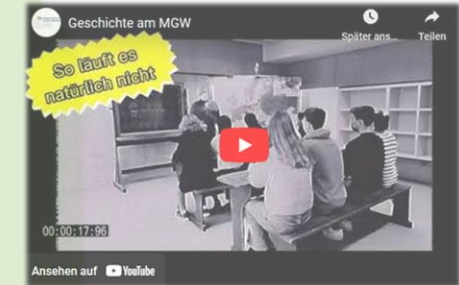 Geschichte am MGW
Später ans...
Teilen
So läuft es
natürlich nicht
00:00:17:96
Ansehen auf YouTube